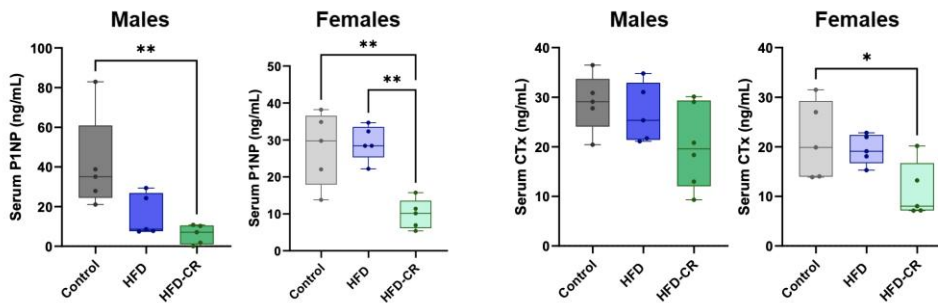 Males
**
Serum P1NP (ng/mL)
100
80
60
40
20
0
Control
HFD
HFD-CR
Females
**
**
Serum P1NP (ng/mL)
50
40
30
20
10
0
Control
HFD
HFD-CR
Males
Serum CTx (ng/mL)
40
30
20
10
0
Control
HFD
HFD-CR
Females
*
Serum CTx (ng/mL)
40
30
20
10
0
Control
HFD
HFD-CR